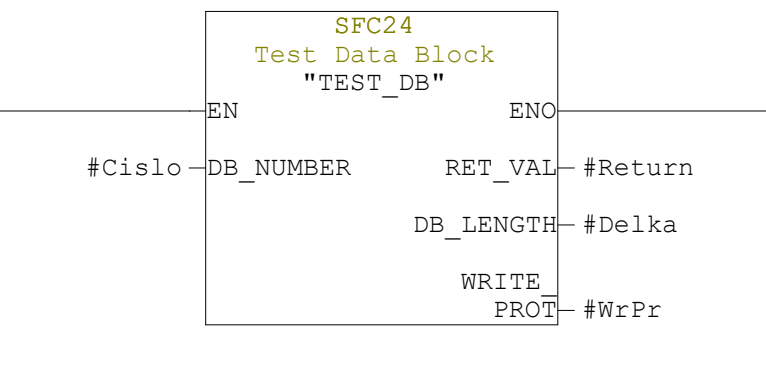 SFC24
Test Data Block
"TEST_DB"
EN ENO
#Cislo DB_NUMBER RET_VAL #Return
DB_LENGTH #Delka
WRITE_
PROT #WrPr